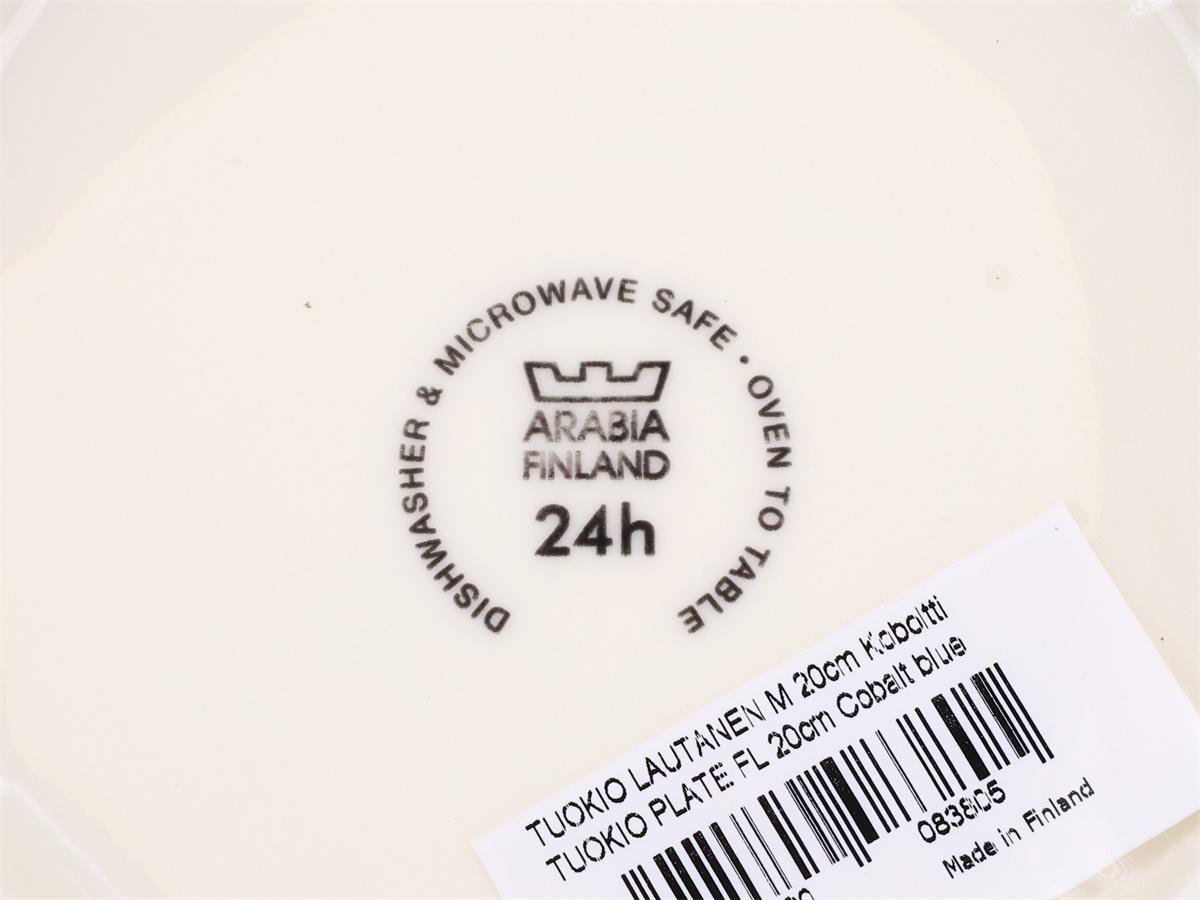 DISHWASHER & MICROWAVE SAFE • OVEN TO TABLE
ARABIA
FINLAND
24h
TUOKIO LAUTANEN M 20cm Koboltti
TUOKIO PLATE FL 20cm Cobalt blue
083805
Made in Finland